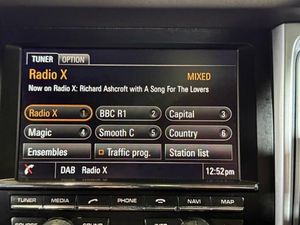 TUNER OPTION
Radio X MIXED
Now on Radio X: Richard Ashcroft with A Song For The Lovers
Radio X 1 BBC R1 2 Capital 3
Magic 4 Smooth C 5 Country 6
Ensembles Traffic prog. Station list
DAB Radio X 12:52pm
TUNER MEDIA PHONE NAVI MAP
SOURCE SOUND